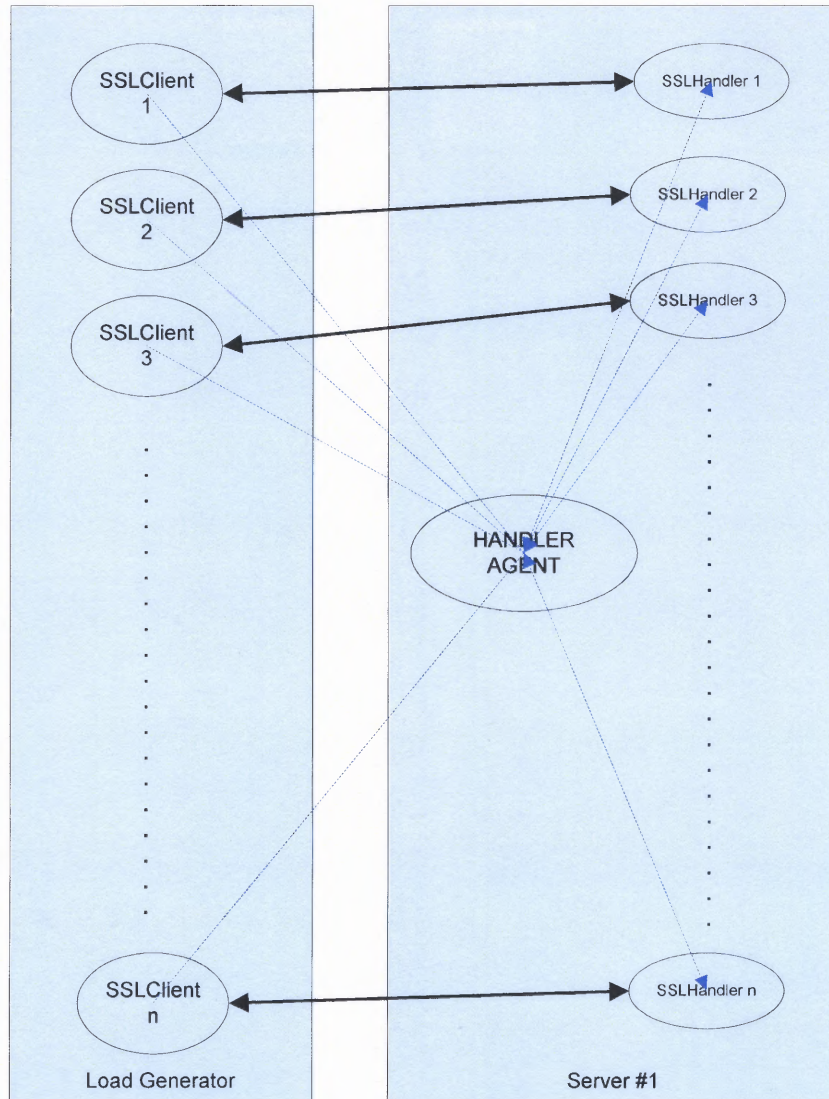 SSLClient
1
SSLHandler 1
SSLClient
2
SSLHandler 2
SSLClient
3
SSLHandler 3
HANDLER
AGENT
SSLClient
n
SSLHandler n
Load Generator
Server #1